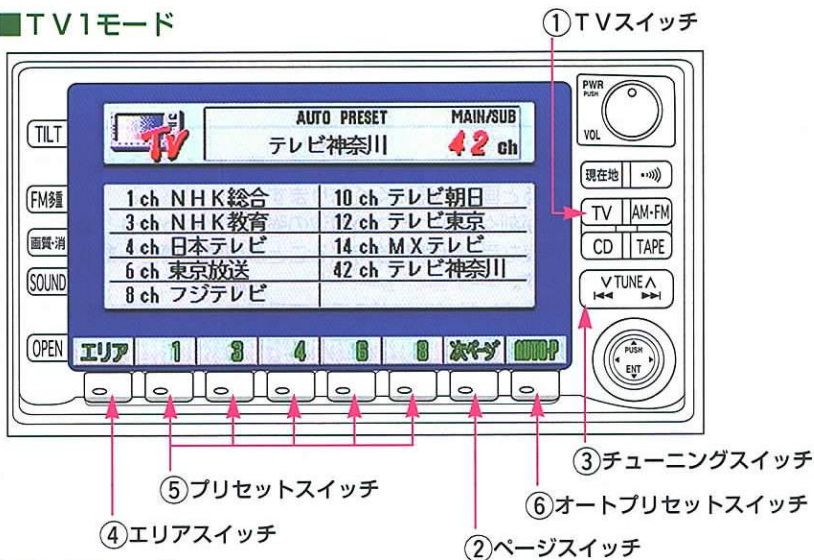 ■TV1モード
①TVスイッチ
TILT
FM多重
画質・消
SOUND
OPEN
TV
AUTO PRESET
MAIN/SUB
テレビ神奈川
42 ch
1 ch NHK総合
10 ch テレビ朝日
3 ch NHK教育
12 ch テレビ東京
4 ch 日本テレビ
14 ch MXテレビ
6 ch 東京放送
42 ch テレビ神奈川
8 ch フジテレビ
エリア 1 3 4 6 8 次ページ AUTO-P
PWR
PUSH
VOL
現在地
TV AM・FM
CD TAPE
∨ TUNE ∧
PUSH
ENT
③チューニングスイッチ
⑤プリセットスイッチ
⑥オートプリセットスイッチ
④エリアスイッチ
②ページスイッチ